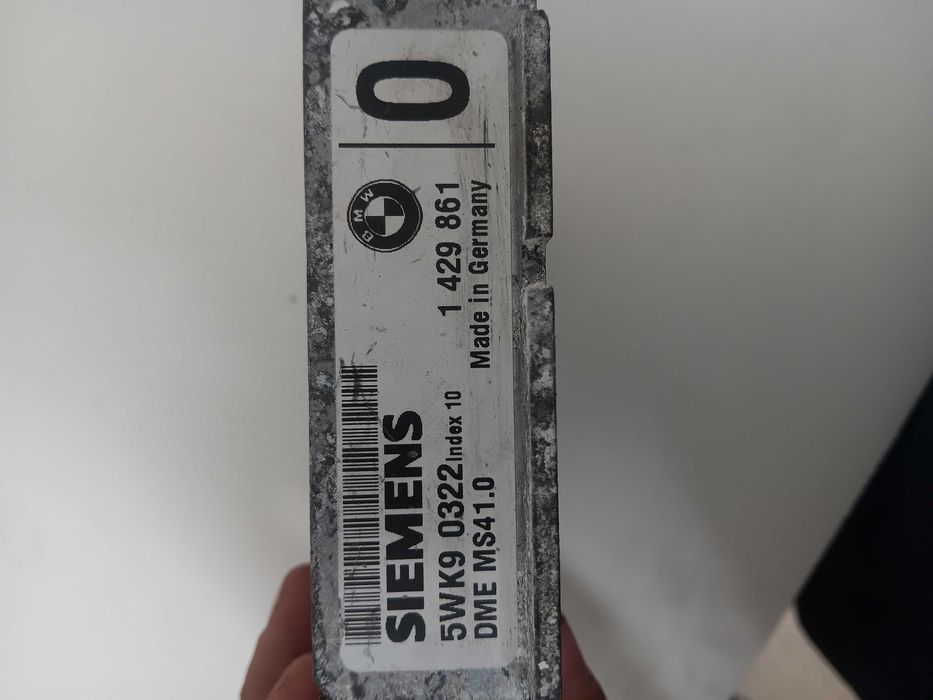 SIEMENS
5WK9 0322 Index 10
DME MS41.0
BMW
1 429 861
Made in Germany
0